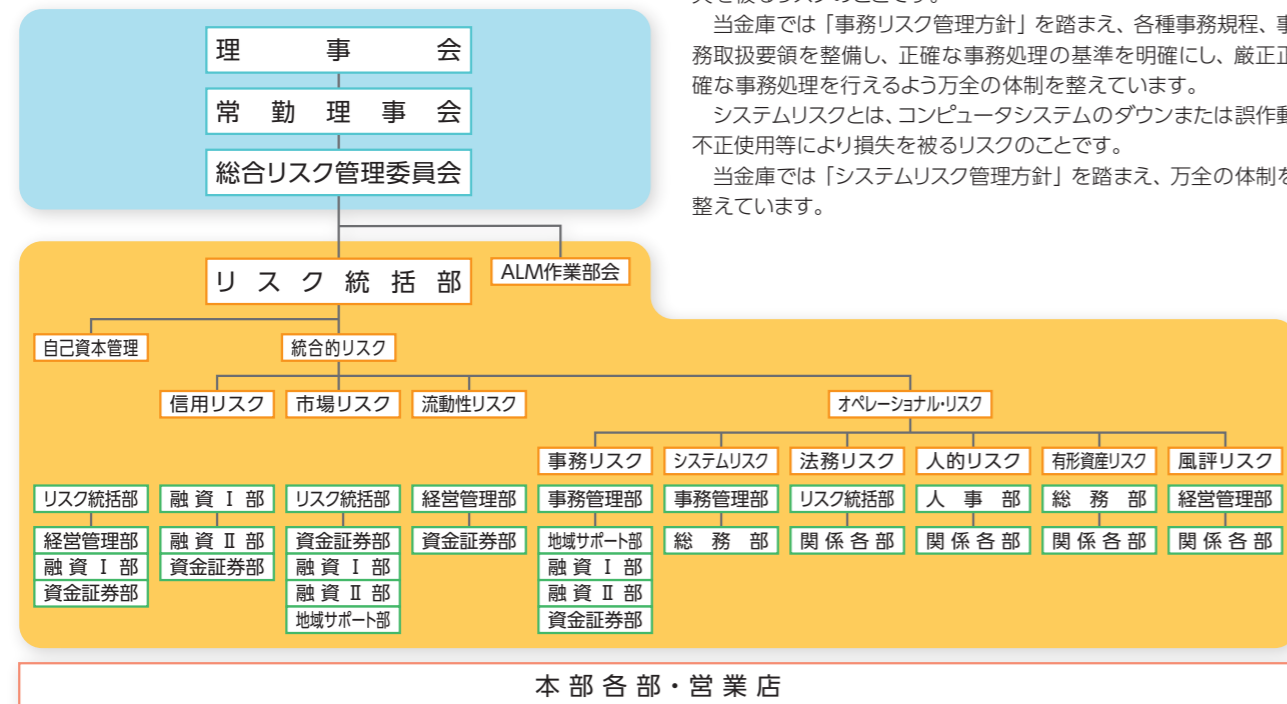 理事会
常勤理事会
総合リスク管理委員会
当金庫では「事務リスク管理方針」を踏まえ、各種事務規程、事
務取扱要領を整備し、正確な事務処理の基準を明確にし、厳正正
確な事務処理を行えるよう万全の体制を整えています。
システムリスクとは、コンピュータシステムのダウンまたは誤作動
不正使用等により損失を被るリスクのことです。
当金庫では「システムリスク管理方針」を踏まえ、万全の体制を
整えています。
リスク統括部
ALM作業部会
自己資本管理
統合的リスク
信用リスク
市場リスク
流動性リスク
オペレーショナル・リスク
事務リスク
システムリスク
法務リスク
人的リスク
有形資産リスク
風評リスク
リスク統括部
融資Ⅰ部
リスク統括部
経営管理部
事務管理部
事務管理部
リスク統括部
人事部
総務部
経営管理部
経営管理部
融資Ⅰ部
資金証券部
融資Ⅱ部
資金証券部
資金証券部
融資Ⅰ部
融資Ⅱ部
地域サポート部
資金証券部
地域サポート部
融資Ⅰ部
融資Ⅱ部
資金証券部
総務部
関係各部
関係各部
関係各部
関係各部
本部各部・営業店